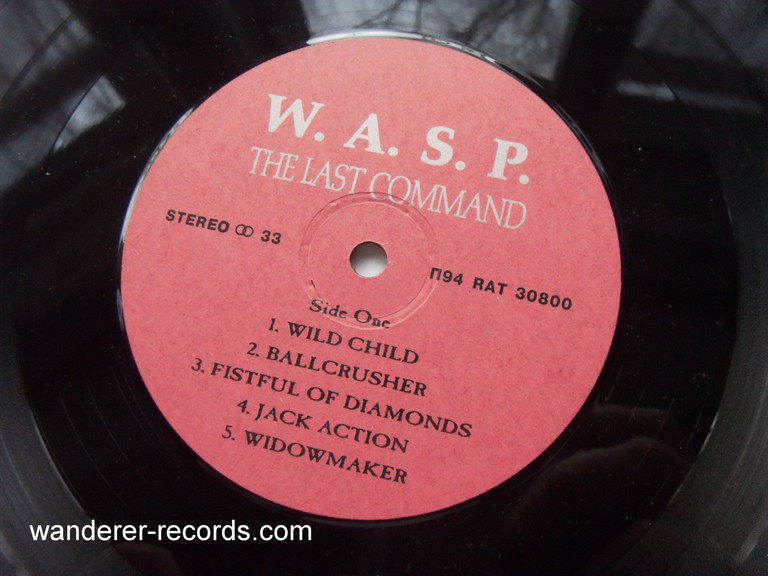 W. A. S. P.
THE LAST COMMAND
STEREO ꝏ 33
П94 RAT 30800
Side One
1. WILD CHILD
2. BALLCRUSHER
3. FISTFUL OF DIAMONDS
4. JACK ACTION
5. WIDOWMAKER
wanderer-records.com